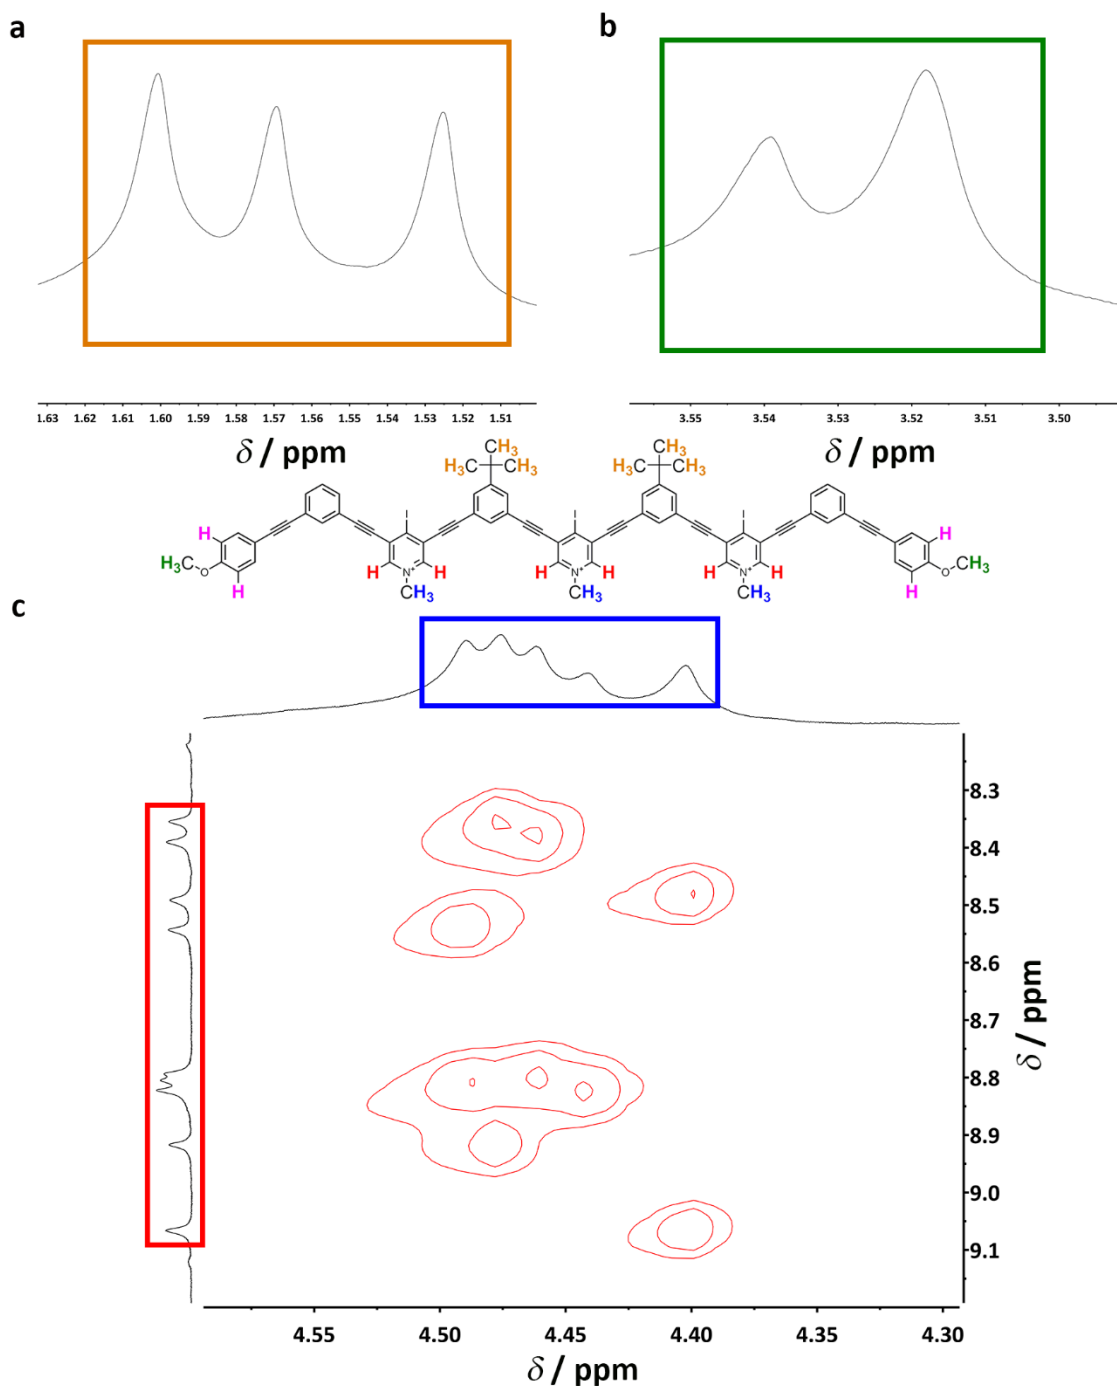 a
b
1.63 1.62 1.61 1.60 1.59 1.58 1.57 1.56 1.55 1.54 1.53 1.52 1.51
3.55 3.54 3.53 3.52 3.51 3.50
δ / ppm
δ / ppm
CH3 CH3
H3C CH3 H3C CH3
I I I
H H
H3C O O CH3
H H H H H H
N+ N+ N+
H CH3 CH3 CH3 H
c
8.3
8.4
8.5
8.6
8.7
8.8
8.9
9.0
9.1
δ / ppm
4.55 4.50 4.45 4.40 4.35 4.30
δ / ppm